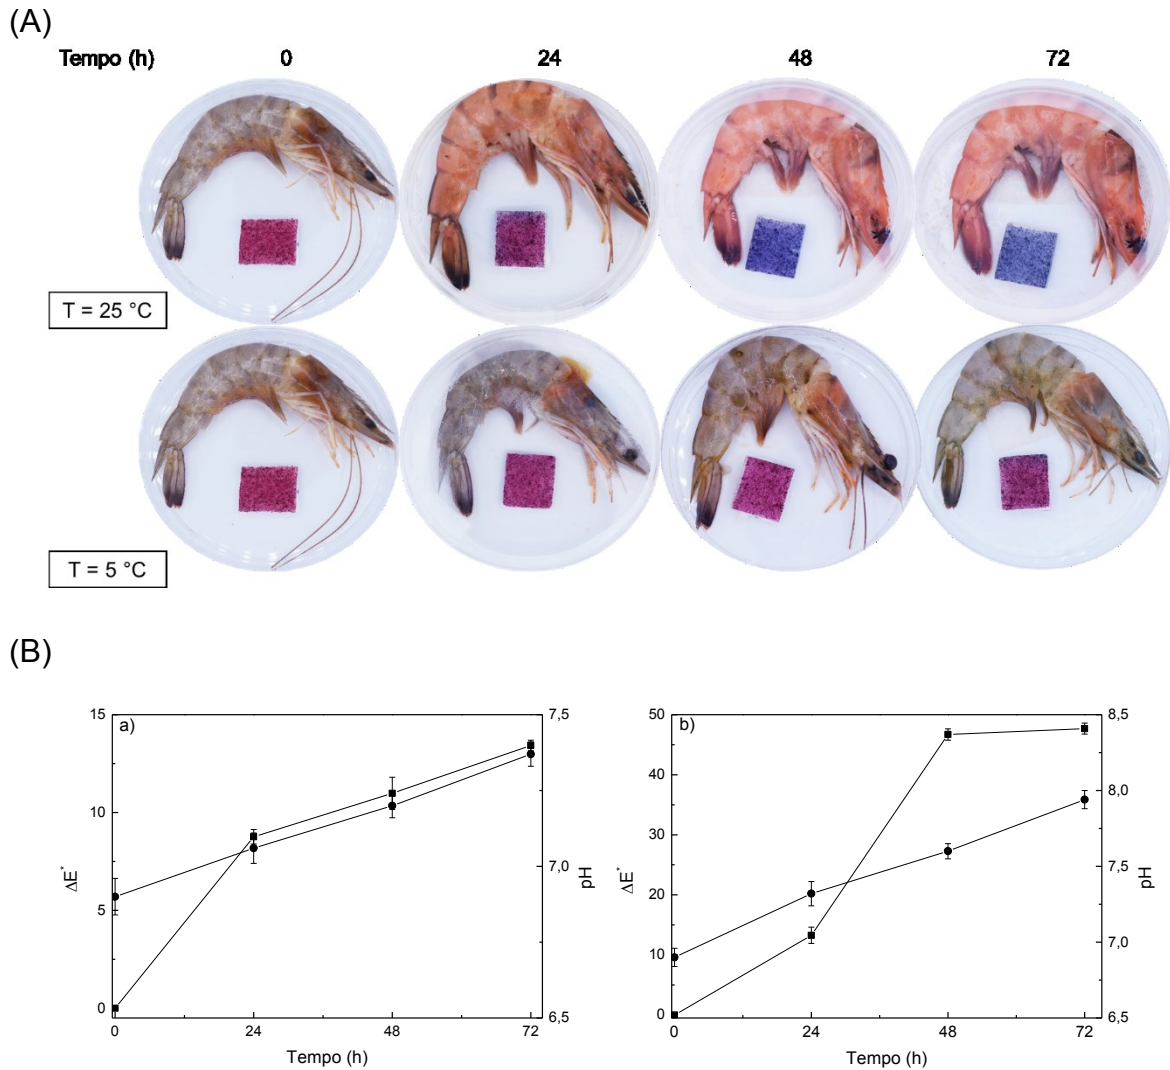 (A)
Tempo (h) 0 24 48 72
T = 25 °C
T = 5 °C
(B)
15 a) 7,5
10
7,0
ΔE* pH
5
0
6,5
0 24 48 72
Tempo (h)
50 b) 8,5
40
8,0
30
ΔE* 7,5 pH
20
7,0
10
0 6,5
0 24 48 72
Tempo (h)